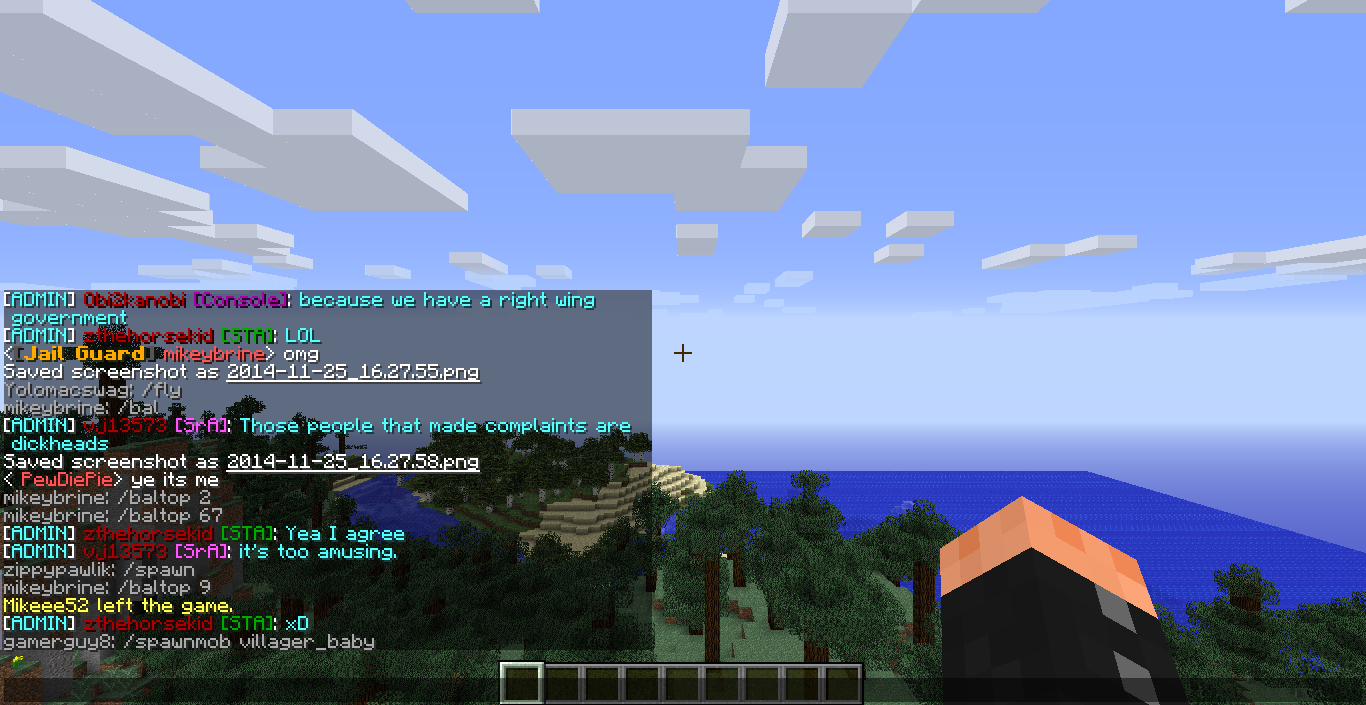 [ADMIN] Obi2kanobi [Console]: because we have a right wing
government
[ADMIN] zthehorsekid [STA]: LOL
<[Jail Guard] mikeybrine> omg
Saved screenshot as 2014-11-25_16.27.55.png
Yolomacswag: /fly
mikeybrine: /bal
[ADMIN] vj13573 [SrA]: Those people that made complaints are
dickheads
Saved screenshot as 2014-11-25_16.27.58.png
< PewDiePie> ye its me
mikeybrine: /baltop 2
mikeybrine: /baltop 67
[ADMIN] zthehorsekid [STA]: Yea I agree
[ADMIN] vj13573 [SrA]: it's too amusing.
zippypawlik: /spawn
mikeybrine: /baltop 9
Mikeee52 left the game.
[ADMIN] zthehorsekid [STA]: xD
gamerguy8: /spawnmob villager_baby